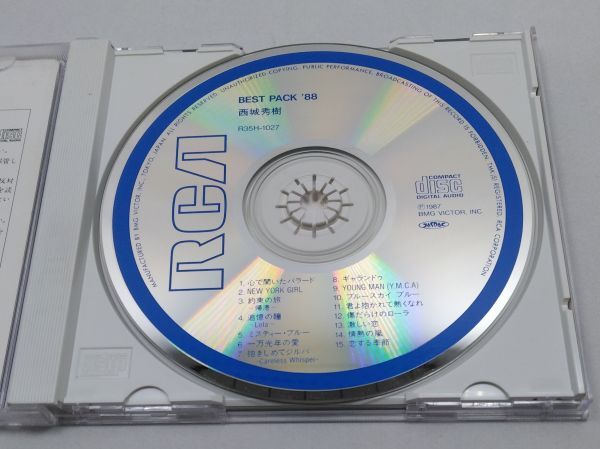 BEST PACK '88
西城秀樹
R35H-1027
RCA
COMPACT
disc
DIGITAL AUDIO
Ⓟ1987
BMG VICTOR, INC.
1. 心で聞いたバラード
2. NEW YORK GIRL
3. 約束の旅
－帰港－
4. 追憶の瞳
－Lola－
5. ミスティー・ブルー
6. 一万光年の愛
7. 抱きしめてジルバ
－Careless Whisper－
8. ギャランドゥ
9. YOUNG MAN (Y.M.C.A)
10. ブルースカイ ブルー
11. 君よ抱かれて熱くなれ
12. 傷だらけのローラ
13. 激しい恋
14. 情熱の嵐
15. 恋する季節
MANUFACTURED BY BMG VICTOR, INC., TOKYO, JAPAN. ALL RIGHTS RESERVED. UNAUTHORIZED COPYING, PUBLIC PERFORMANCE, BROADCASTING OF THIS RECORD IS FORBIDDEN. TMK (S) REGISTERED. RCA CORPORATION